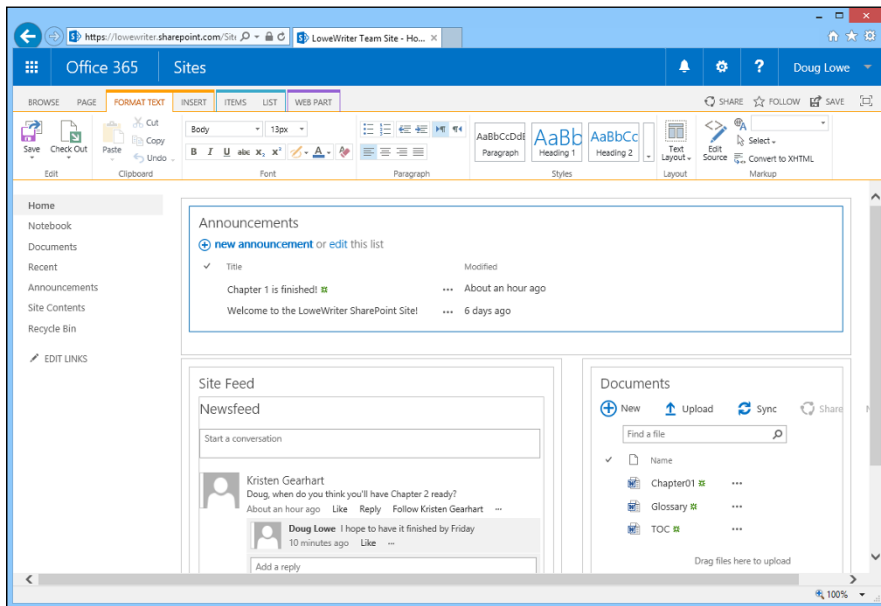 https://lowewriter.sharepoint.com/Site
LoweWriter Team Site - Ho...
Office 365 Sites Doug Lowe
BROWSE PAGE FORMAT TEXT INSERT ITEMS LIST WEB PART SHARE FOLLOW SAVE
Save Check Out Paste Cut Copy Undo
Body 13px
B I U abc x₂ x² A
AaBbCcDdE AaBb AaBbCc
Paragraph Heading 1 Heading 2
Text Layout
Edit Source
Select
Convert to XHTML
Edit Clipboard Font Paragraph Styles Layout Markup
Home
Notebook
Documents
Recent
Announcements
Site Contents
Recycle Bin
EDIT LINKS
Announcements
new announcement or edit this list
Title Modified
Chapter 1 is finished! ... About an hour ago
Welcome to the LoweWriter SharePoint Site! ... 6 days ago
Site Feed
Newsfeed
Start a conversation
Kristen Gearhart
Doug, when do you think you'll have Chapter 2 ready?
About an hour ago Like Reply Follow Kristen Gearhart ...
Doug Lowe I hope to have it finished by Friday
10 minutes ago Like ...
Add a reply
Documents
New Upload Sync Share
Find a file
Name
Chapter01 ...
Glossary ...
TOC ...
Drag files here to upload
100%